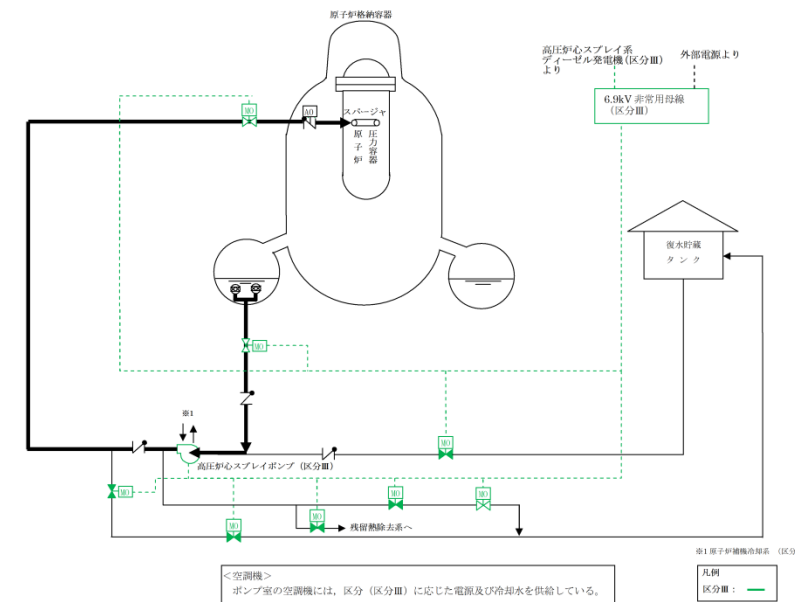 原子炉格納容器
高圧炉心スプレイ系
ディーゼル発電機(区分Ⅲ)
より
外部電源より
6.9kV 非常用母線
(区分Ⅲ)
MO
AO
スパージャ
原子炉
圧力容器
復水貯蔵
タンク
MO
※1
MO
高圧炉心スプレイポンプ (区分Ⅲ)
MO
MO
MO
MO
MO
残留熱除去系へ
※1 原子炉補機冷却系 (区分
<空調機>
ポンプ室の空調機には，区分（区分Ⅲ）に応じた電源及び冷却水を供給している。
凡例
区分Ⅲ：